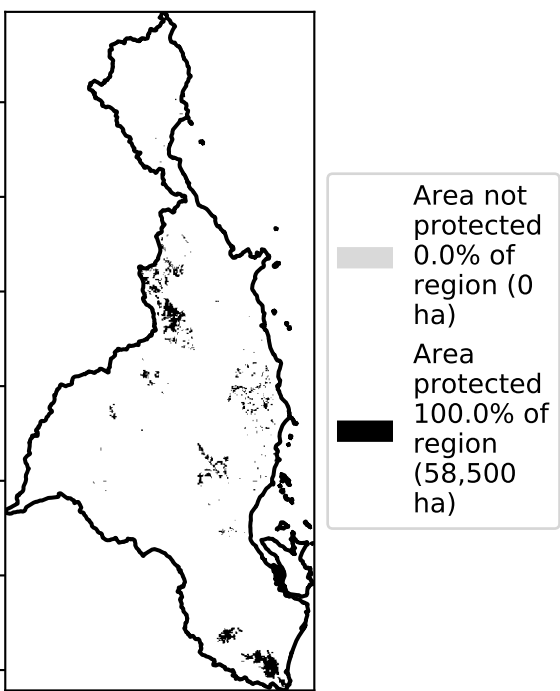 Area not
protected
0.0% of
region (0
ha)
Area
protected
100.0% of
region
(58,500
ha)